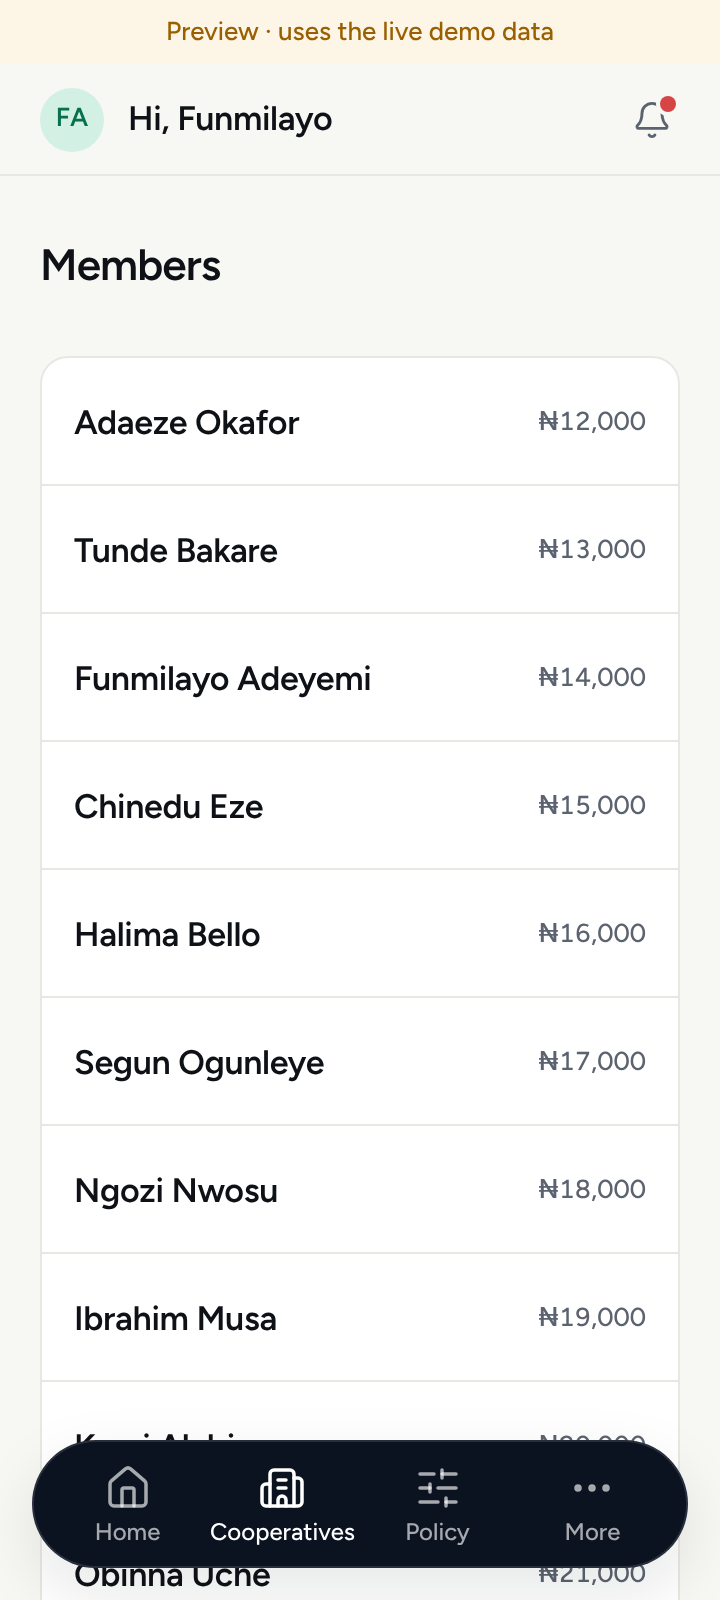 Preview · uses the live demo data
FA
Hi, Funmilayo
Members
Adaeze Okafor ₦12,000
Tunde Bakare ₦13,000
Funmilayo Adeyemi ₦14,000
Chinedu Eze ₦15,000
Halima Bello ₦16,000
Segun Ogunleye ₦17,000
Ngozi Nwosu ₦18,000
Ibrahim Musa ₦19,000
Home Cooperatives Policy More
Obinna Uche ₦21,000